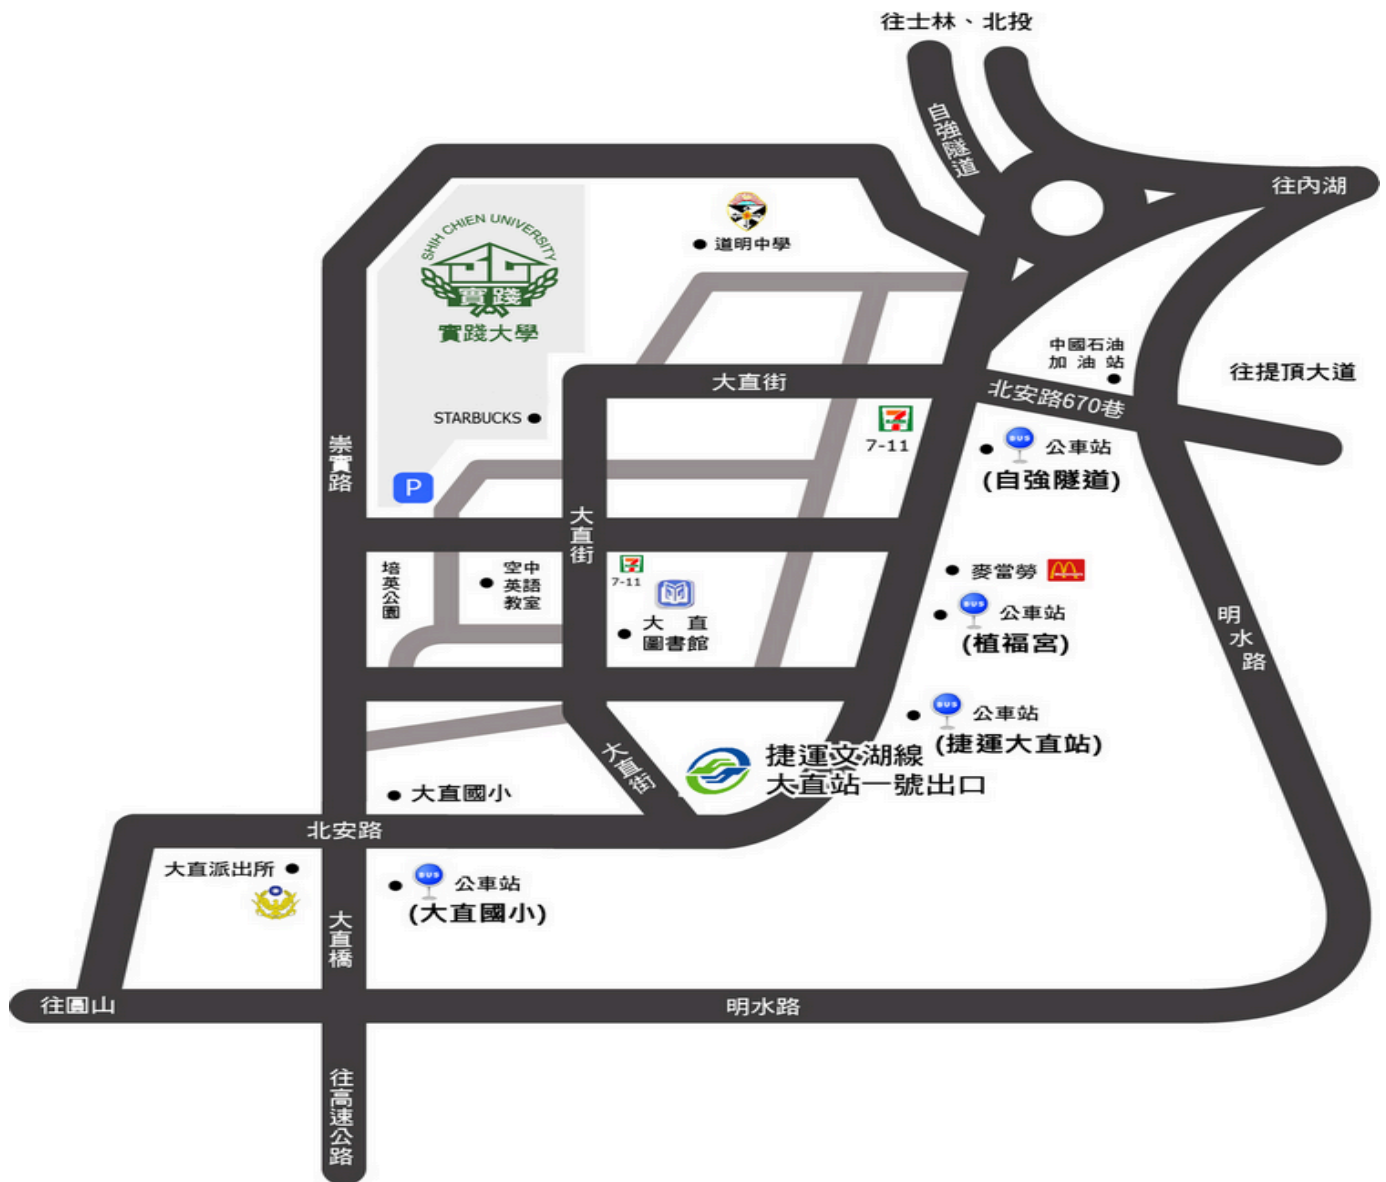 往士林、北投
自強隧道
往內湖
SHIH CHIEN UNIVERSITY
實踐
實踐大學
道明中學
中國石油
加油站
往提頂大道
大直街
北安路670巷
STARBUCKS
7-11
公車站
(自強隧道)
崇實路
P
大直街
培英公園
空中
英語
教室
7-11
大直
圖書館
麥當勞
公車站
(植福宮)
明水路
公車站
(捷運大直站)
大直街
捷運文湖線
大直站一號出口
大直國小
北安路
大直派出所
公車站
(大直國小)
大直橋
往圓山
明水路
往高速公路
BUS
BUS
BUS
BUS